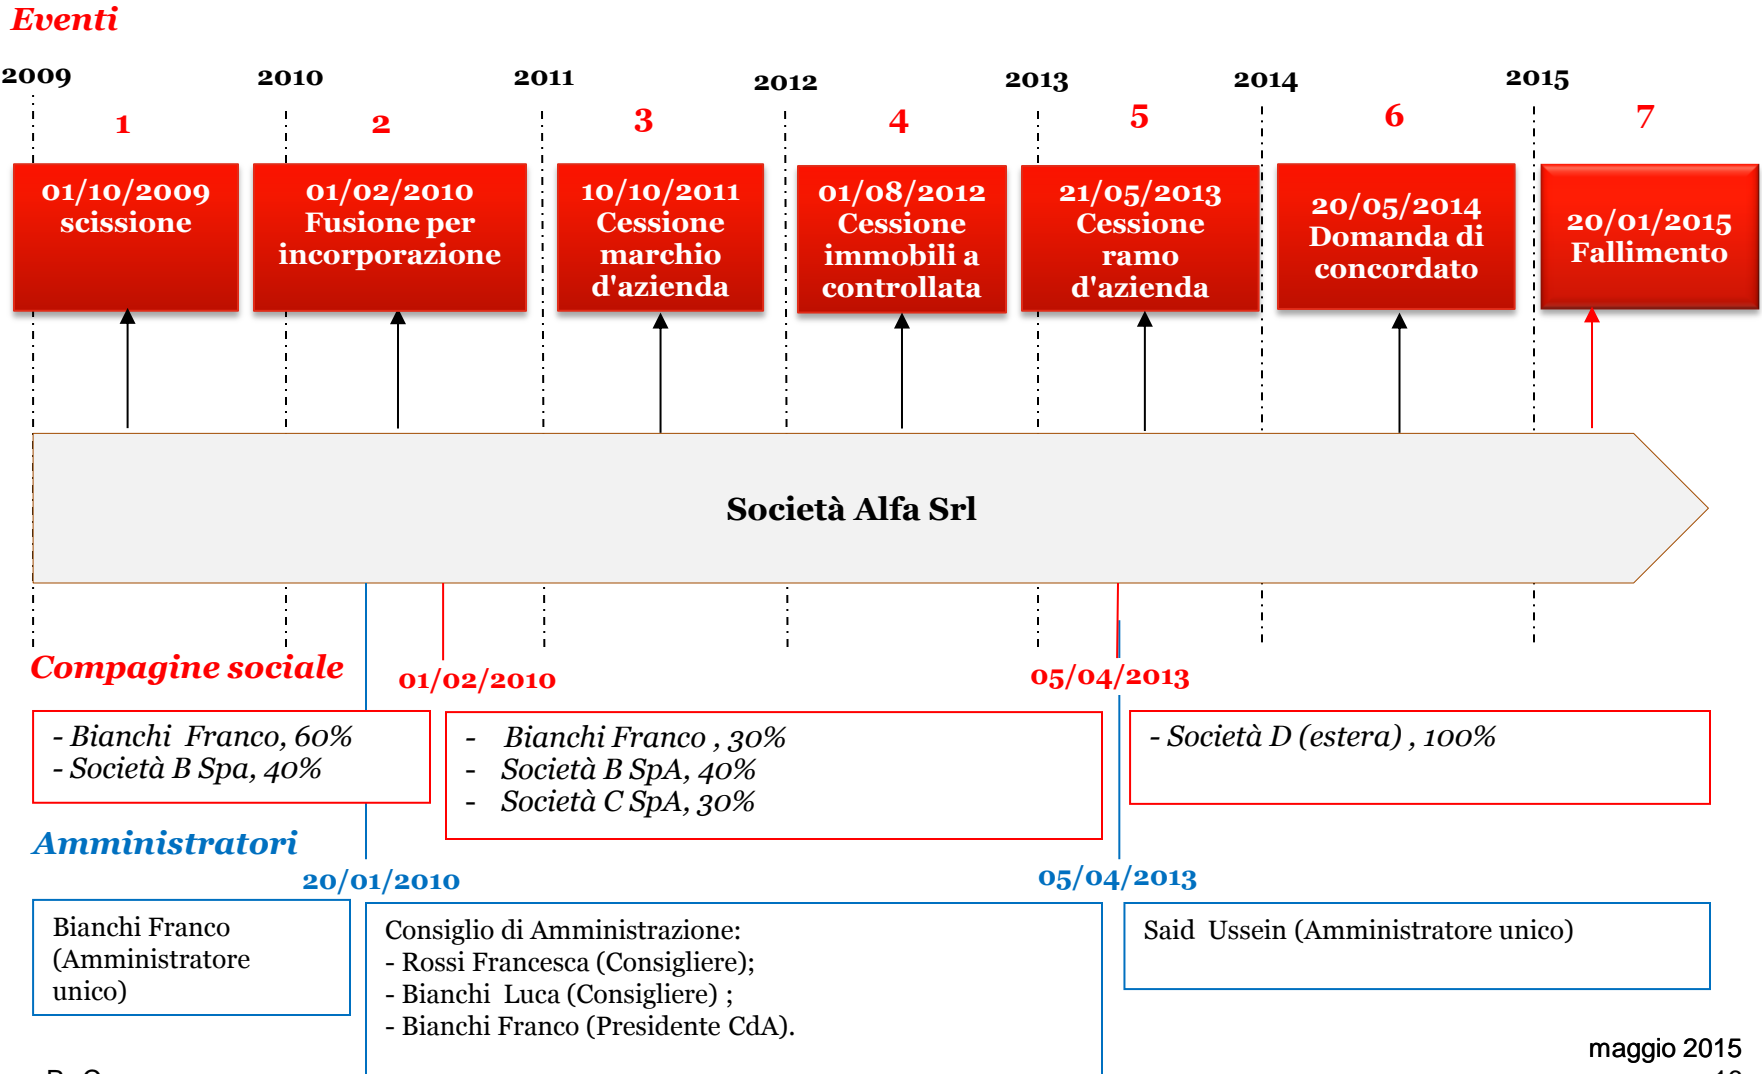 Eventi
2009 2010 2011 2012 2013 2014 2015
1 2 3 4 5 6 7
01/10/2009
scissione
01/02/2010
Fusione per
incorporazione
10/10/2011
Cessione
marchio
d'azienda
01/08/2012
Cessione
immobili a
controllata
21/05/2013
Cessione
ramo
d'azienda
20/05/2014
Domanda di
concordato
20/01/2015
Fallimento
Società Alfa Srl
Compagine sociale
01/02/2010
05/04/2013
- Bianchi  Franco, 60%
- Società B Spa, 40%
- Bianchi Franco , 30%
- Società B SpA, 40%
- Società C SpA, 30%
- Società D (estera) , 100%
Amministratori
20/01/2010
05/04/2013
Bianchi Franco
(Amministratore
unico)
Consiglio di Amministrazione:
- Rossi Francesca (Consigliere);
- Bianchi  Luca (Consigliere) ;
- Bianchi Franco (Presidente CdA).
Said  Ussein (Amministratore unico)
maggio 2015